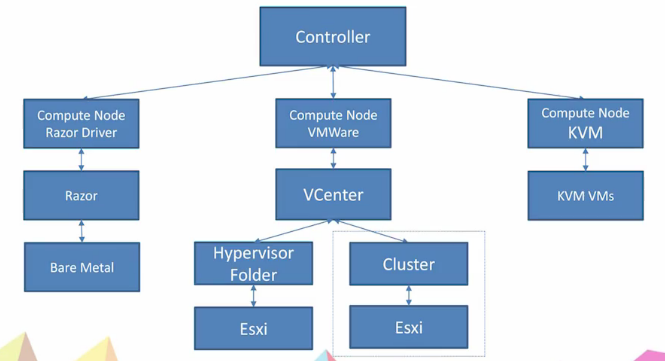 Controller
Compute Node
Razor Driver
Compute Node
VMWare
Compute Node
KVM
Razor
VCenter
KVM VMs
Bare Metal
Hypervisor
Folder
Cluster
Esxi
Esxi